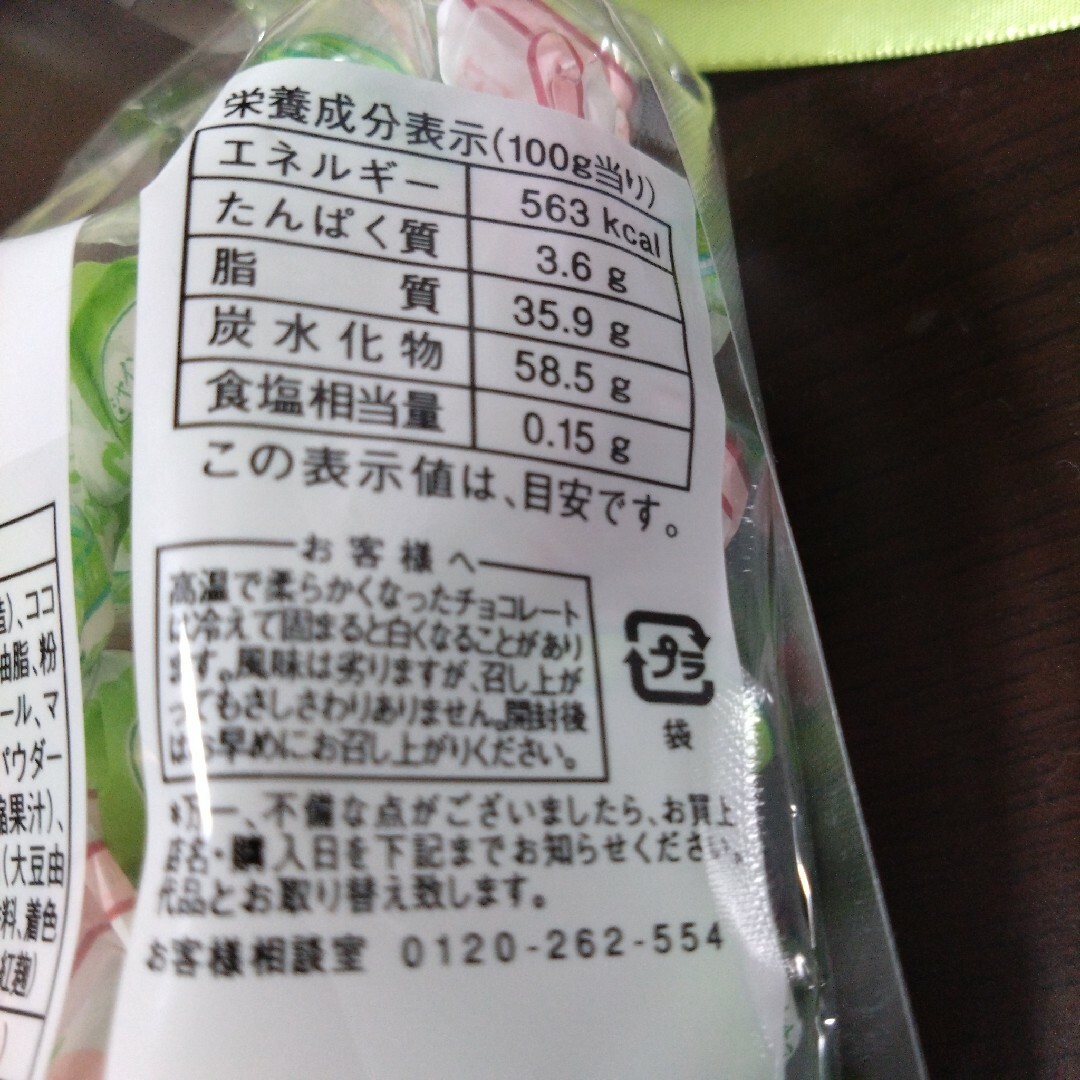 栄養成分表示(100g当り)
エネルギー 563 kcal
たんぱく質 3.6 g
脂質 35.9 g
炭水化物 58.5 g
食塩相当量 0.15 g
この表示値は、目安です。
お客様へ
高温で柔らかくなったチョコレート
は冷えて固まると白くなることがあり
ます。風味は劣りますが、召し上が
ってもさしさわりありません。開封後
はお早めにお召し上がりください。
プラ
袋
*万一、不備な点がございましたら、お買上
店名・購入日を下記までお知らせください。
代品とお取り替え致します。
お客様相談室 0120-262-554
造)、ココ
油脂、粉
ール、マ
パウダー
縮果汁)、
(大豆由
料、着色
紅麹)